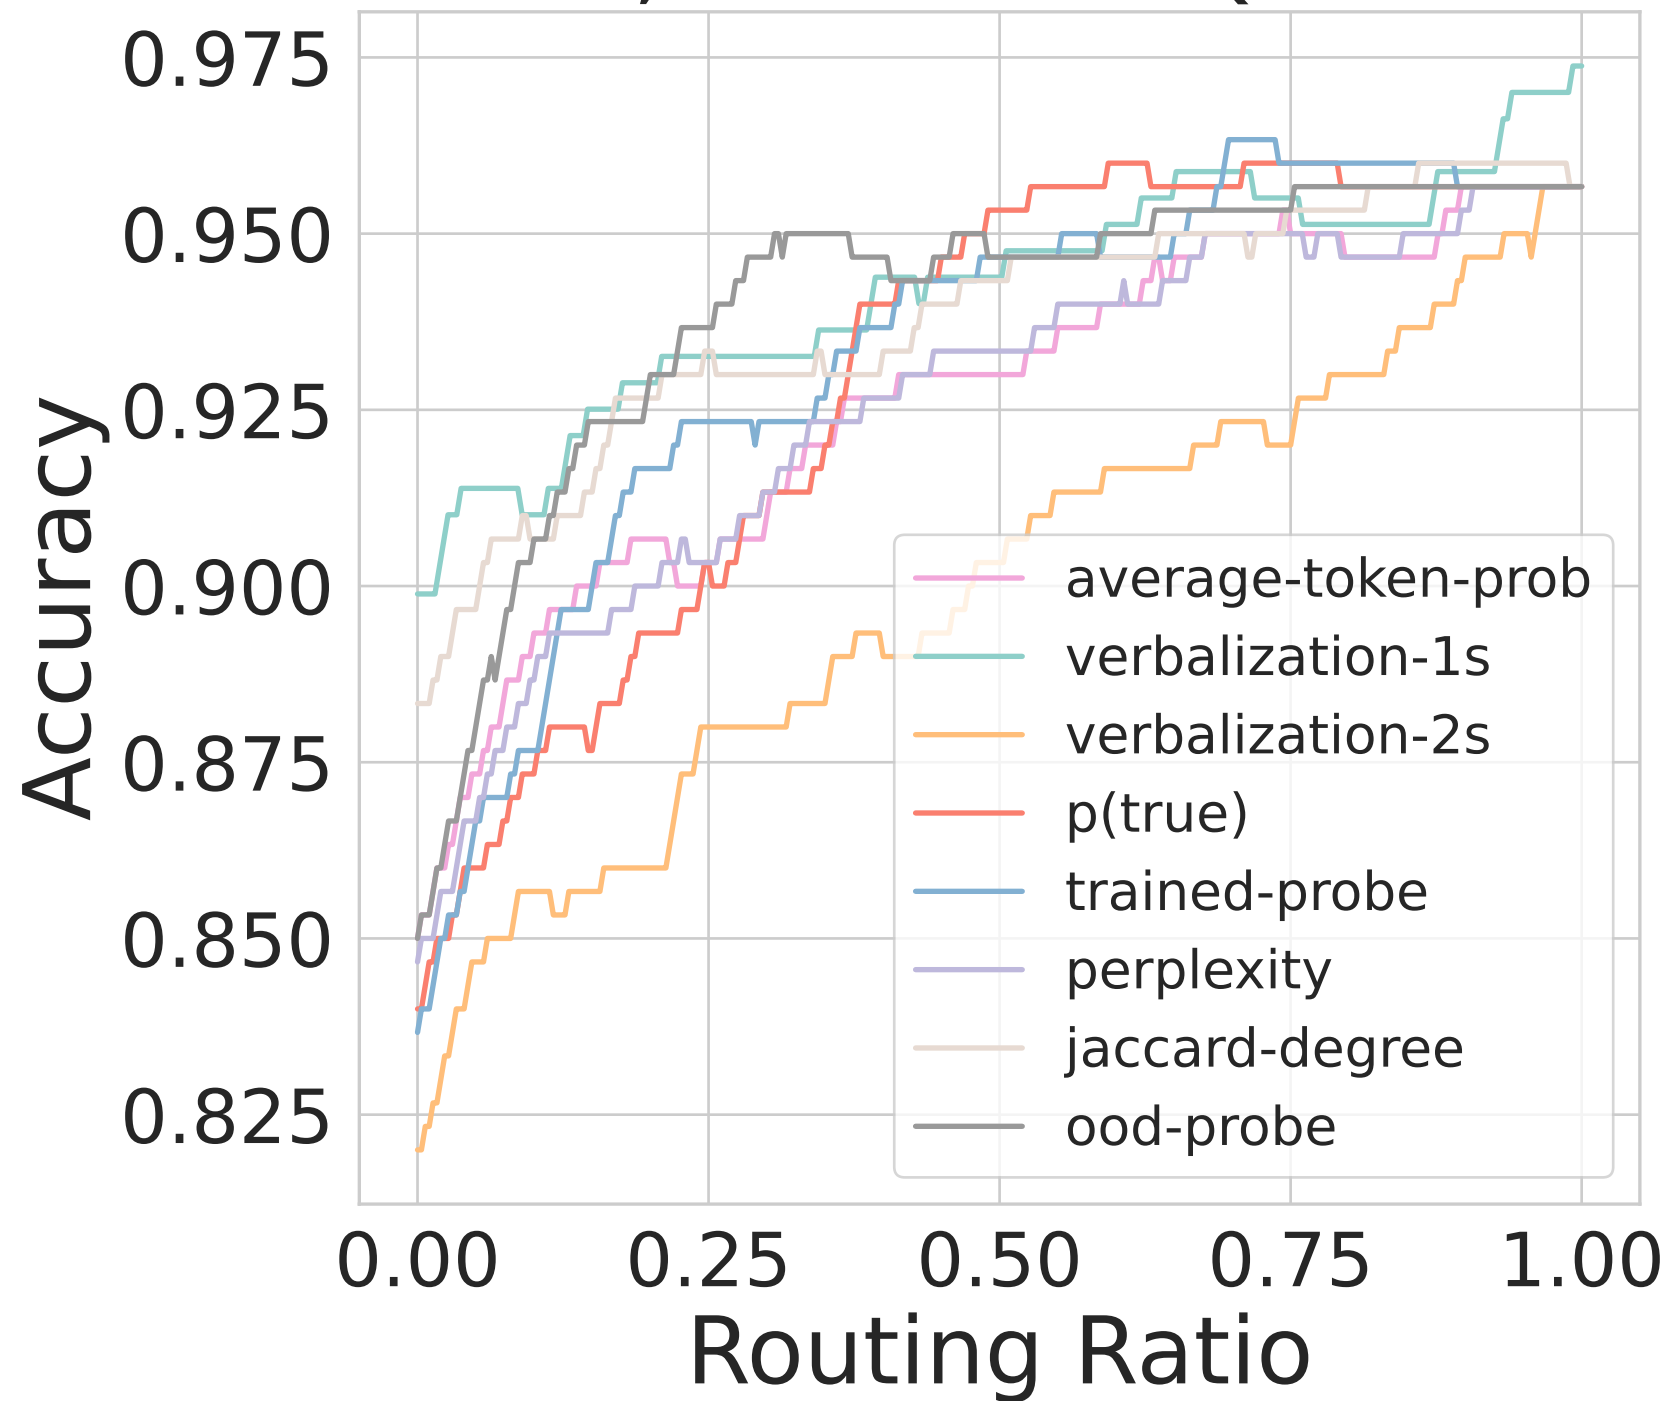 Accuracy
0.975
0.950
0.925
0.900
0.875
0.850
0.825
average-token-prob
verbalization-1s
verbalization-2s
p(true)
trained-probe
perplexity
jaccard-degree
ood-probe
0.00 0.25 0.50 0.75 1.00
Routing Ratio